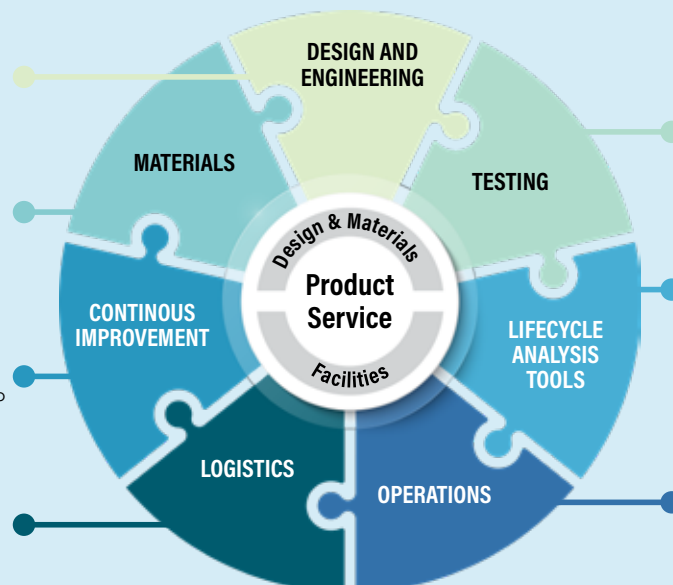 DESIGN AND
ENGINEERING
MATERIALS
TESTING
Design & Materials
Product
Service
Facilities
CONTINOUS
IMPROVEMENT
LIFECYCLE
ANALYSIS
TOOLS
LOGISTICS
OPERATIONS